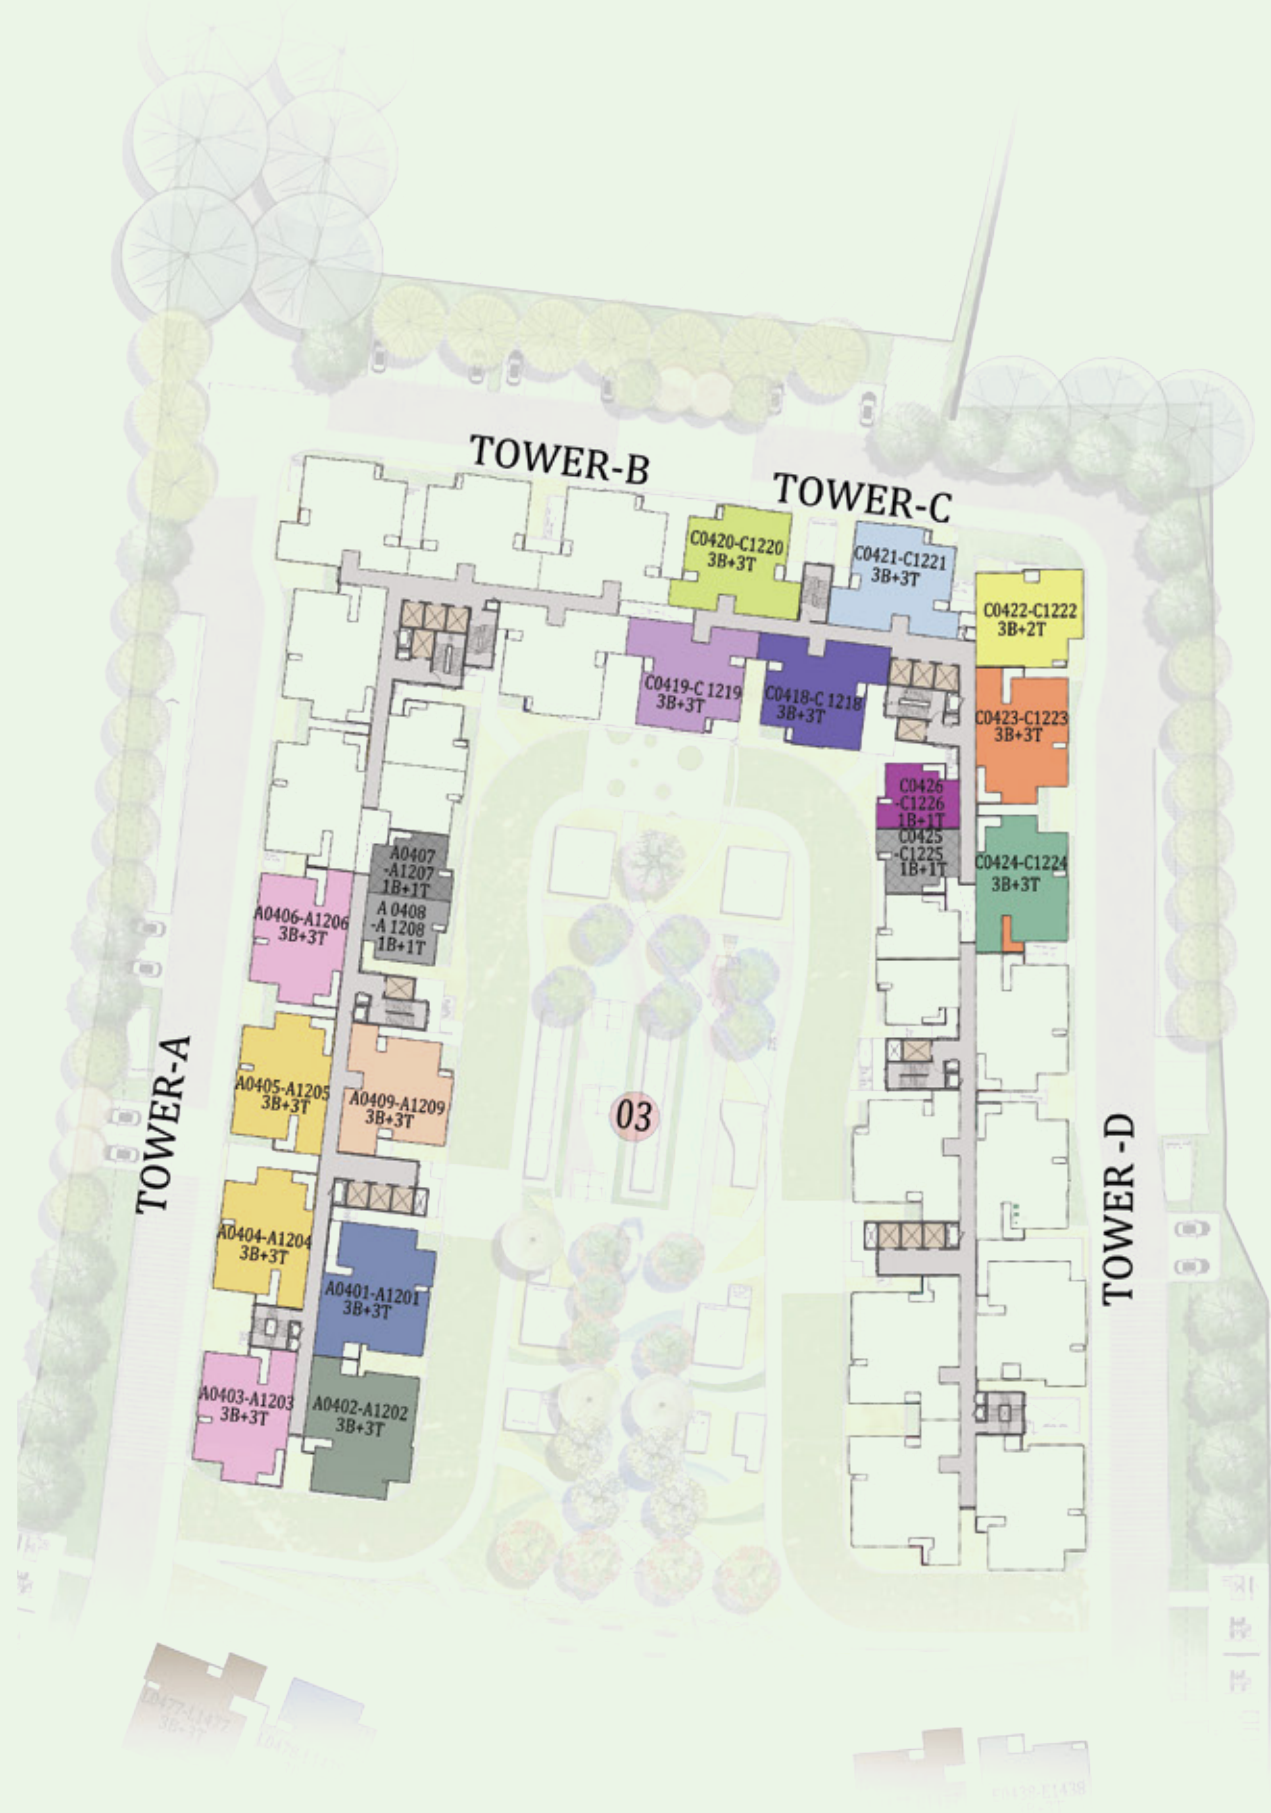 TOWER-B
TOWER-C
C0420-C1220
3B+3T
C0421-C1221
3B+3T
C0422-C1222
3B+2T
C0419-C 1219
3B+3T
C0418-C 1218
3B+3T
C0423-C1223
3B+3T
C0426
-C1226
1B+1T
C0425
-C1225
1B+1T
C0424-C1224
3B+3T
A0407
-A1207
1B+1T
A 0408
-A 1208
1B+1T
A0406-A1206
3B+3T
A0405-A1205
3B+3T
A0409-A1209
3B+3T
03
TOWER-A
TOWER -D
A0404-A1204
3B+3T
A0401-A1201
3B+3T
A0403-A1203
3B+3T
A0402-A1202
3B+3T
3B+3T